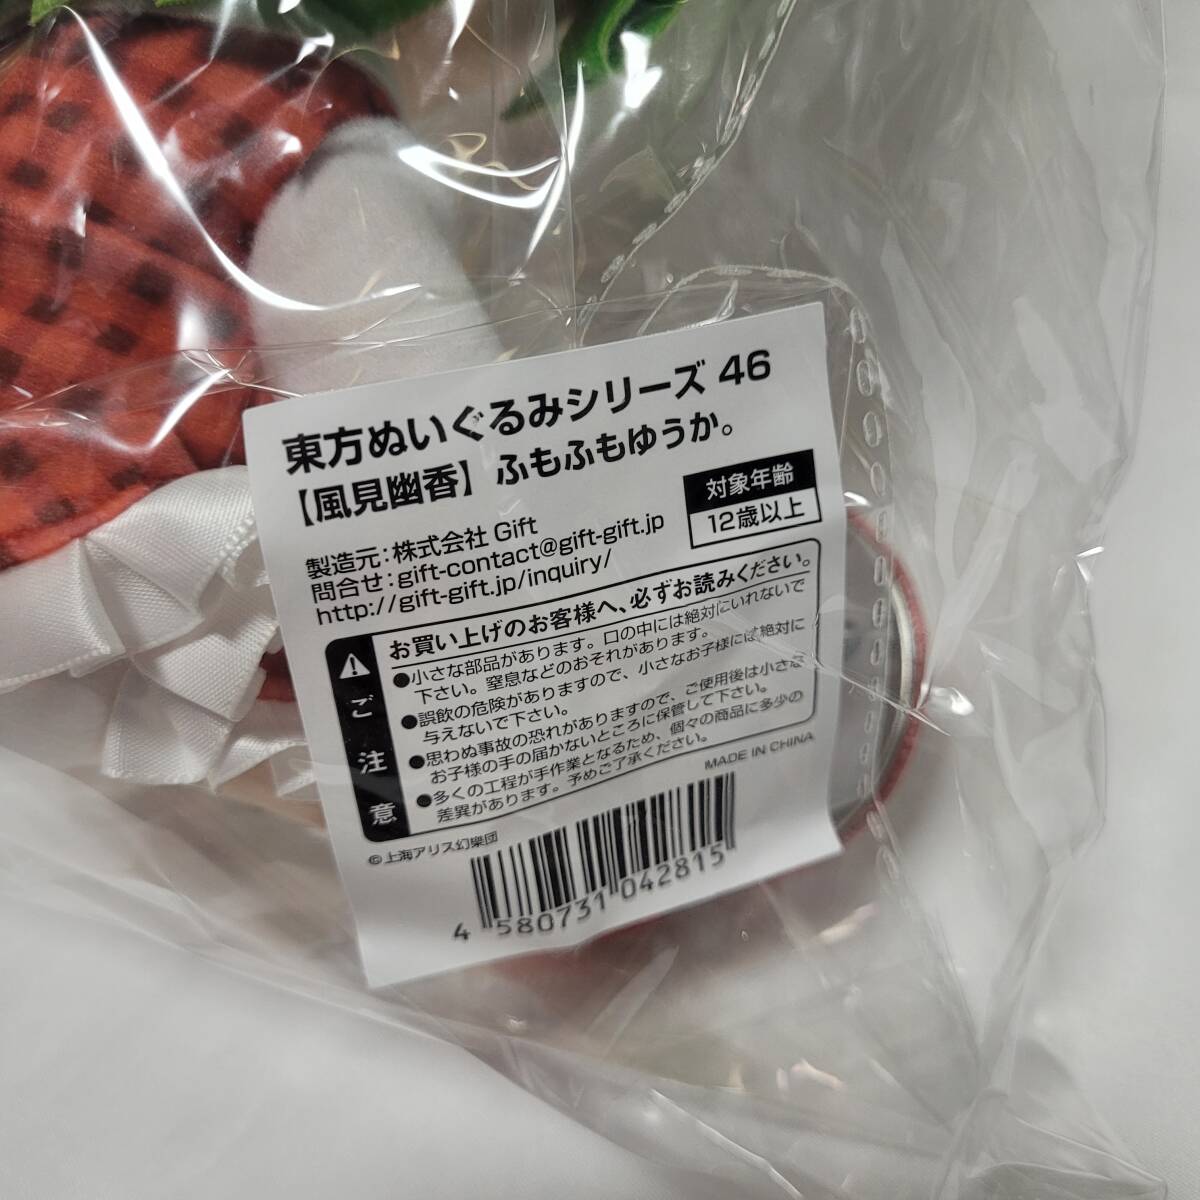 東方ぬいぐるみシリーズ 46
【風見幽香】ふもふもゆうか。
対象年齢
12歳以上
製造元:株式会社 Gift
問合せ:gift-contact@gift-gift.jp
http://gift-gift.jp/inquiry/
ご注意
お買い上げのお客様へ、必ずお読みください。
●小さな部品があります。口の中には絶対にいれないで
下さい。窒息などのおそれがあります。
●誤飲の危険がありますので、小さなお子様には絶対に
与えないで下さい。
●思わぬ事故の恐れがありますので、ご使用後は小さな
お子様の手の届かないところに保管して下さい。
●多くの工程が手作業となるため、個々の商品に多少の
差異があります。予めご了承ください。
MADE IN CHINA
©上海アリス幻樂団
4 580731 042815